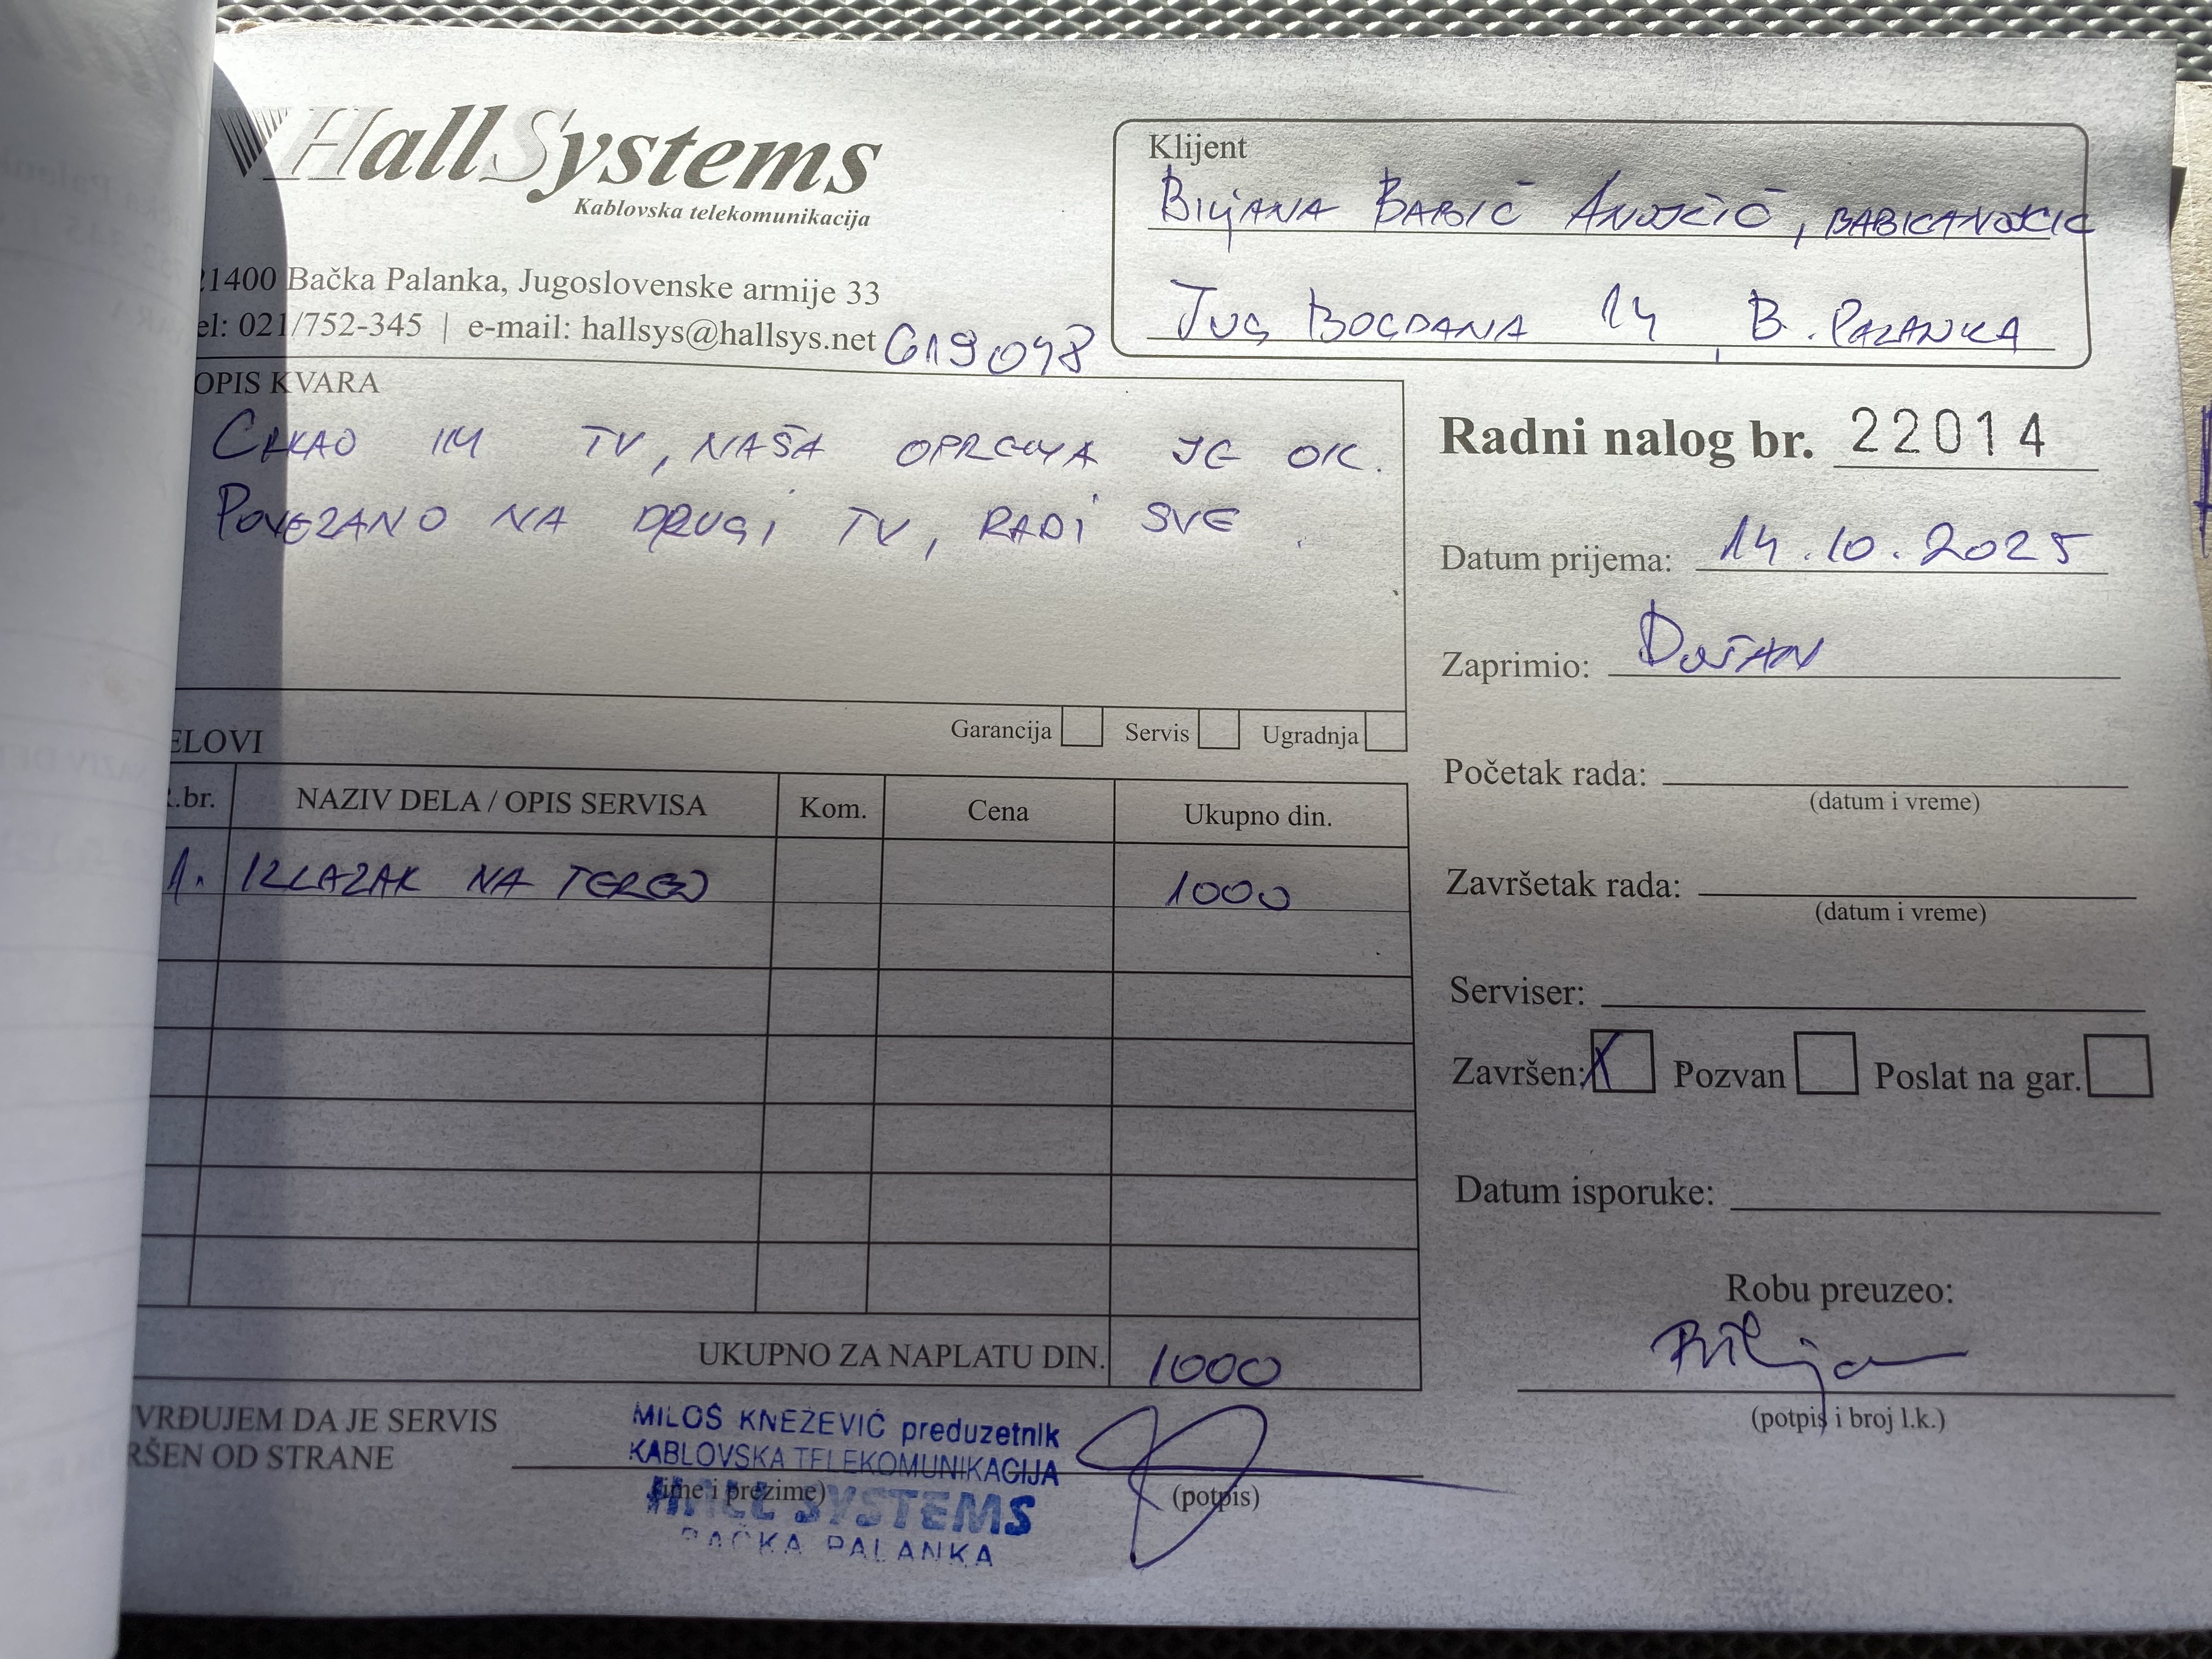 HallSystems
Kablovska telekomunikacija
21400 Bačka Palanka, Jugoslovenske armije 33
el: 021/752-345 | e-mail: hallsys@hallsys.net
619048
Klijent
BILJANA BABIĆ ANOJČIĆ, BABICANOJCIC
JUG BOGDANA 14, B. PALANKA
OPIS KVARA
CRKAO IM TV, NAŠA OPREMA JE OK.
POVEZANO NA DRUGI TV, RADI SVE.
Garancija Servis Ugradnja
Radni nalog br. 22014
Datum prijema: 14.10.2025
Zaprimio: DUŠAN
Početak rada:
(datum i vreme)
Završetak rada:
(datum i vreme)
Serviser:
Završen: X Pozvan Poslat na gar.
Datum isporuke:
Robu preuzeo:
(potpis i broj l.k.)
ELOVI
.br. NAZIV DELA / OPIS SERVISA Kom. Cena Ukupno din.
1. IZLAZAK NA TEREN 1000
UKUPNO ZA NAPLATU DIN. 1000
VRĐUJEM DA JE SERVIS
RŠEN OD STRANE
(ime i prezime)
(potpis)
MILOŠ KNEŽEVIĆ preduzetnik
KABLOVSKA TELEKOMUNIKACIJA
HALL SYSTEMS
BAČKA PALANKA